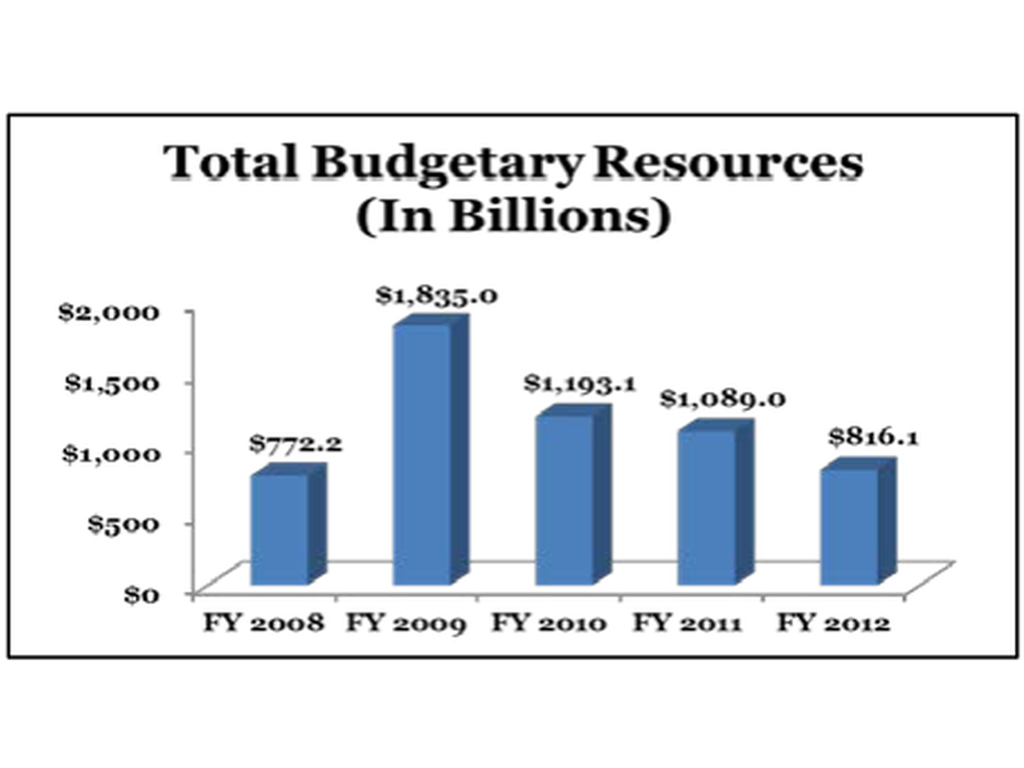 Total Budgetary Resources
(In Billions)
$2,000
$1,500
$1,000
$500
$0
$772.2
$1,835.0
$1,193.1
$1,089.0
$816.1
FY 2008
FY 2009
FY 2010
FY 2011
FY 2012